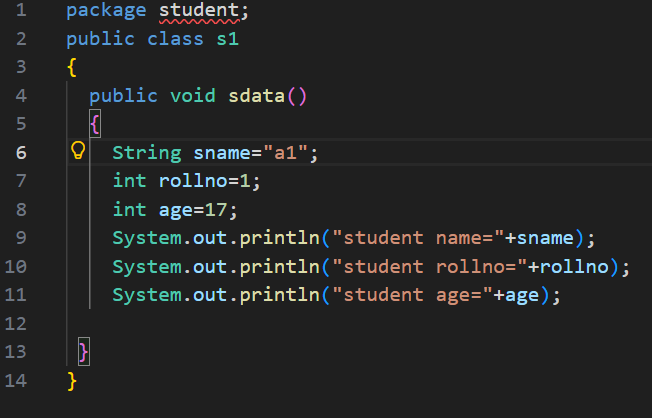 1 package student;
2 public class s1
3 {
4   public void sdata()
5   {
6     String sname="a1";
7     int rollno=1;
8     int age=17;
9     System.out.println("student name="+sname);
10     System.out.println("student rollno="+rollno);
11     System.out.println("student age="+age);
12
13  }
14 }